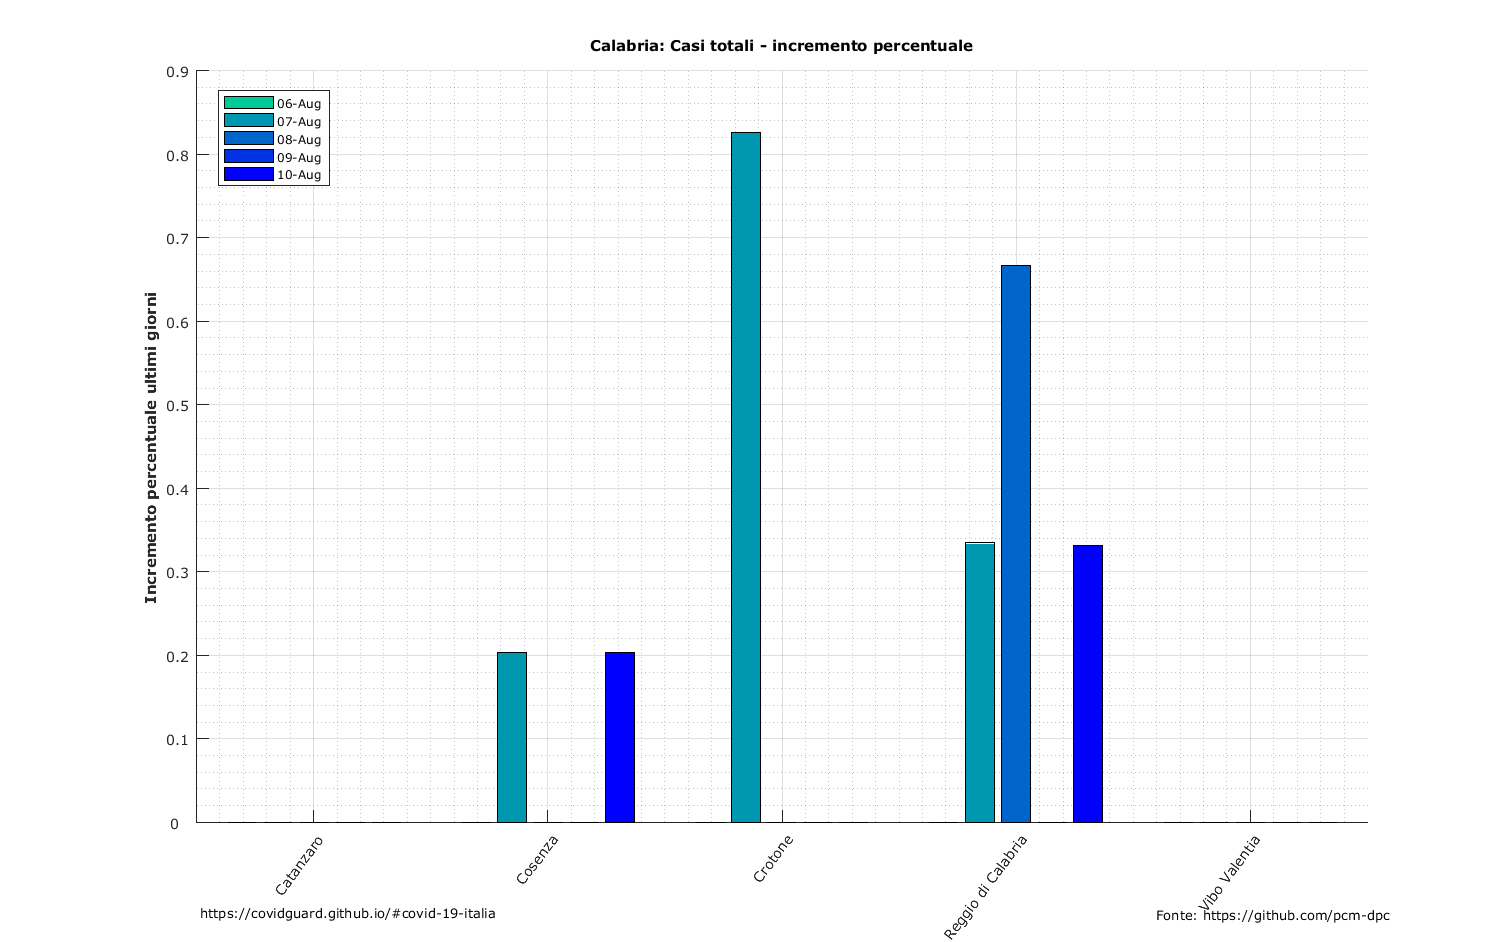 Calabria: Casi totali - incremento percentuale
0.9
0.8
0.7
0.6
0.5
0.4
0.3
0.2
0.1
0
Incremento percentuale ultimi giorni
06-Aug
07-Aug
08-Aug
09-Aug
10-Aug
Catanzaro
Cosenza
Crotone
Reggio di Calabria
Vibo Valentia
https://covidguard.github.io/#covid-19-italia
Fonte: https://github.com/pcm-dpc